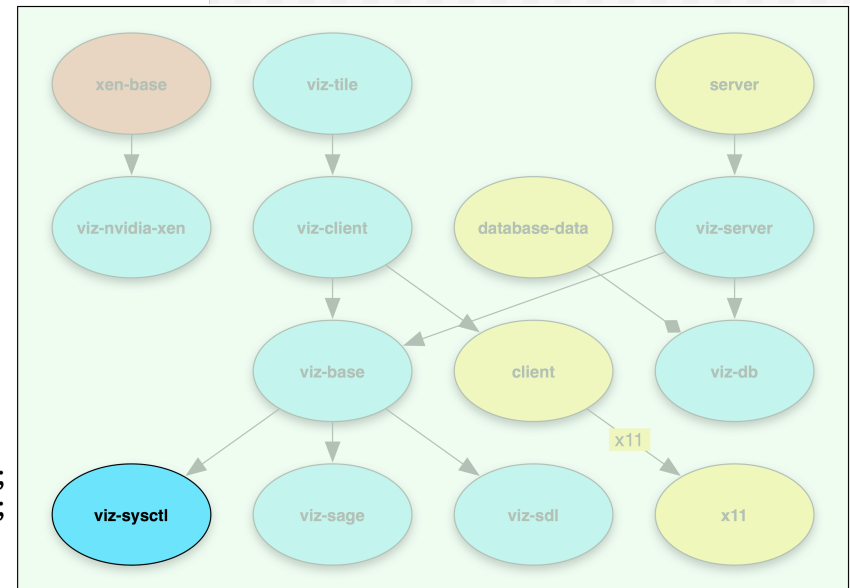 xen-base
viz-tile
server
viz-nvidia-xen
viz-client
database-data
viz-server
viz-base
client
viz-db
x11
viz-sysctl
viz-sage
viz-sdl
x11